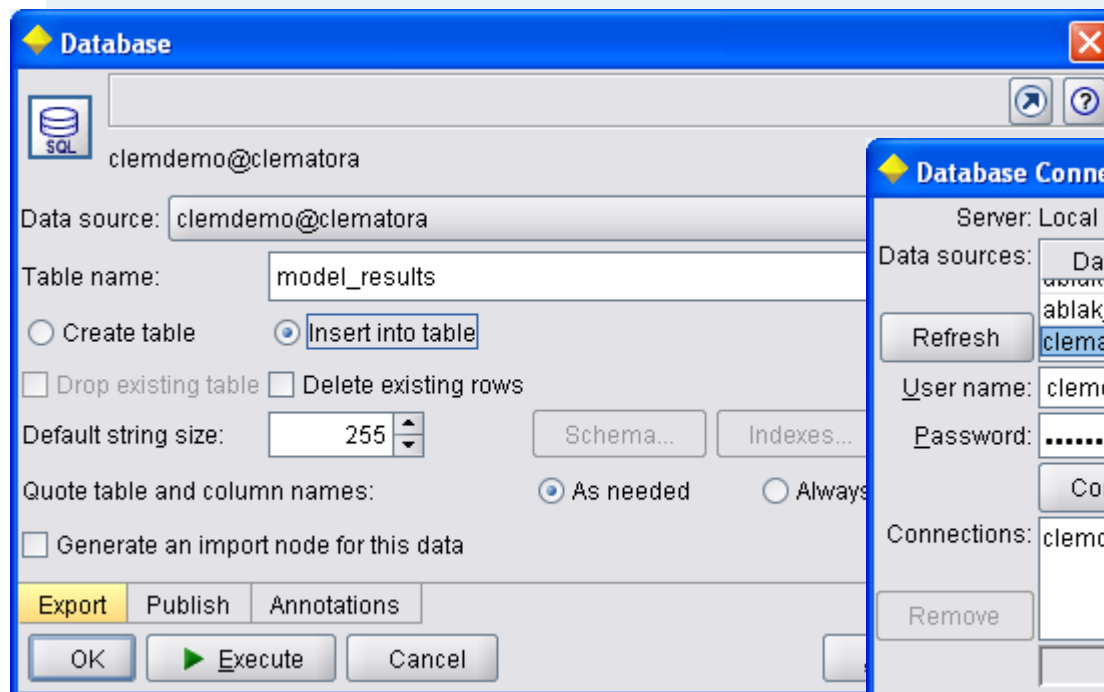 Database
SQL
clemdemo@clematora
Data source: clemdemo@clematora
Table name: model_results
Create table Insert into table
Drop existing table Delete existing rows
Default string size: 255 Schema... Indexes...
Quote table and column names: As needed Always
Generate an import node for this data
Export Publish Annotations
OK Execute Cancel
Database Conne
Server: Local
Data sources: Da
ablak
Refresh clema
User name: clem
Password: ••••••
Co
Connections: clemd
Remove